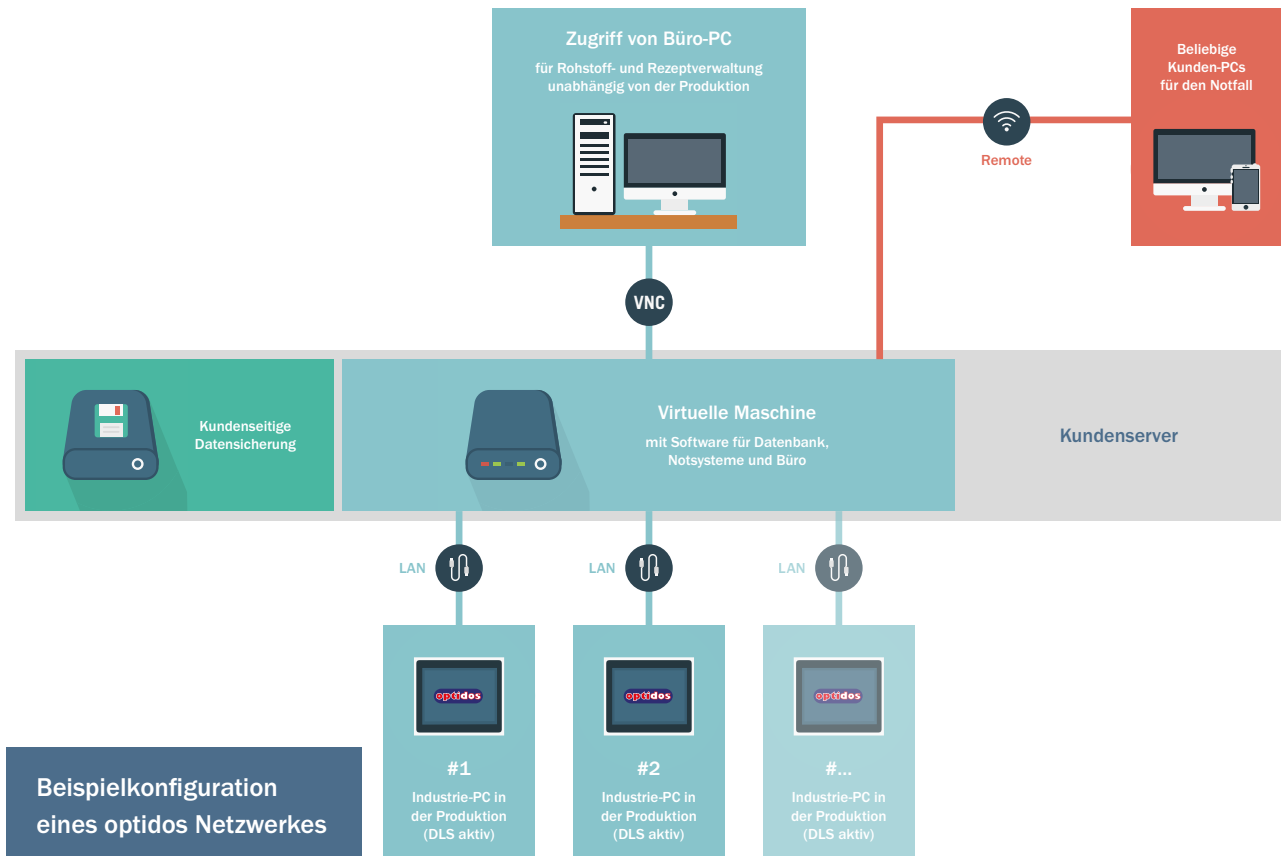 Zugriff von Büro-PC
für Rohstoff- und Rezeptverwaltung
unabhängig von der Produktion
Beliebige
Kunden-PCs
für den Notfall
Remote
VNC
Kundenseitige
Datensicherung
Virtuelle Maschine
mit Software für Datenbank,
Notsysteme und Büro
Kundenserver
LAN
LAN
LAN
optidos
#1
Industrie-PC in
der Produktion
(DLS aktiv)
optidos
#2
Industrie-PC in
der Produktion
(DLS aktiv)
optidos
#...
Industrie-PC in
der Produktion
(DLS aktiv)
Beispielkonfiguration
eines optidos Netzwerkes